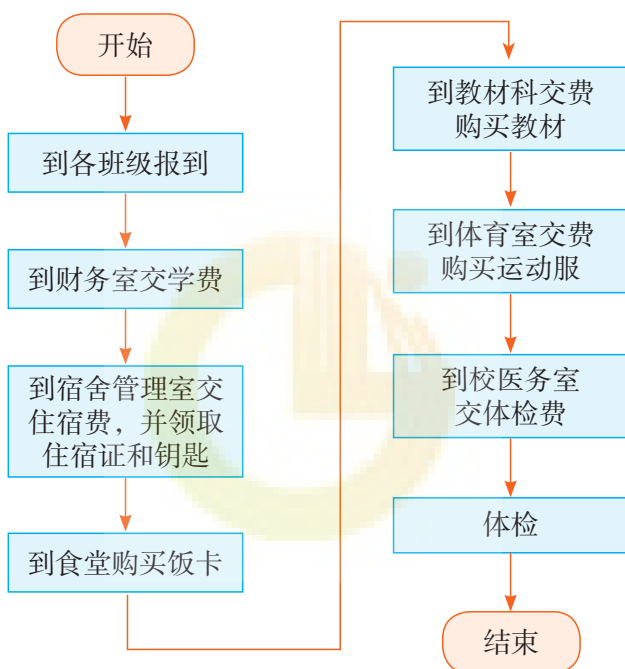 开始
到各班级报到
到财务室交学费
到宿舍管理室交
住宿费，并领取
住宿证和钥匙
到食堂购买饭卡
到教材科交费
购买教材
到体育室交费
购买运动服
到校医务室
交体检费
体检
结束